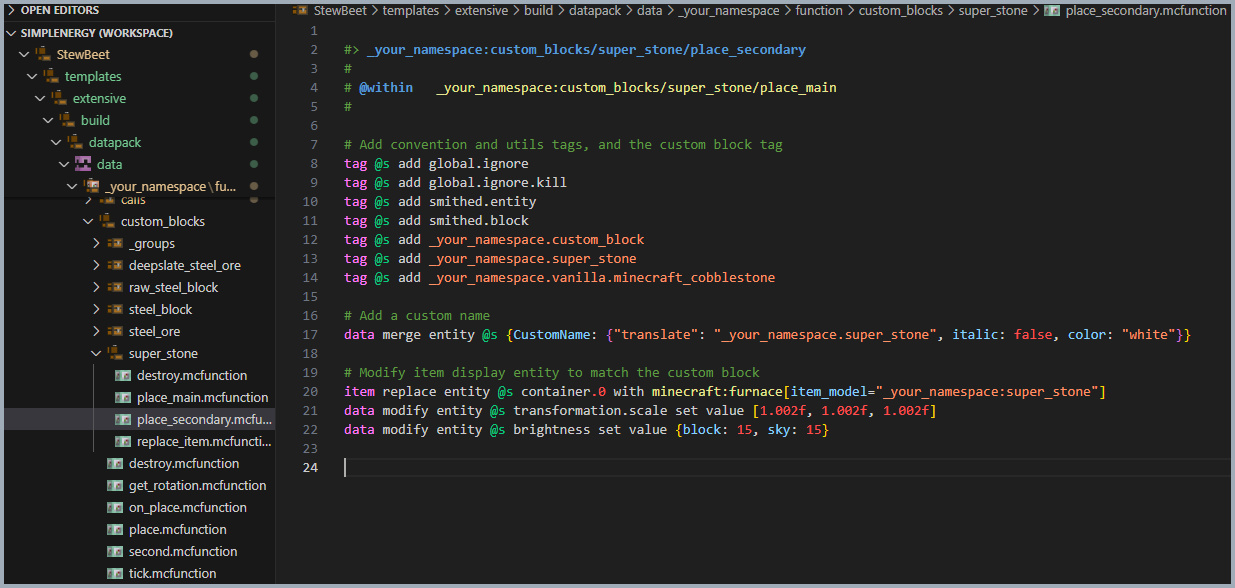 OPEN EDITORS
SIMPLENERGY (WORKSPACE)
StewBeet
templates
extensive
build
datapack
data
_your_namespace\fu...
calls
custom_blocks
_groups
deepslate_steel_ore
raw_steel_block
steel_block
steel_ore
super_stone
destroy.mcfunction
place_main.mcfunction
place_secondary.mcfu...
replace_item.mcfuncti...
destroy.mcfunction
get_rotation.mcfunction
on_place.mcfunction
place.mcfunction
second.mcfunction
tick.mcfunction
StewBeet > templates > extensive > build > datapack > data > _your_namespace > function > custom_blocks > super_stone > place_secondary.mcfunction
1
2 #> _your_namespace:custom_blocks/super_stone/place_secondary
3 #
4 # @within   _your_namespace:custom_blocks/super_stone/place_main
5 #
6
7 # Add convention and utils tags, and the custom block tag
8 tag @s add global.ignore
9 tag @s add global.ignore.kill
10 tag @s add smithed.entity
11 tag @s add smithed.block
12 tag @s add _your_namespace.custom_block
13 tag @s add _your_namespace.super_stone
14 tag @s add _your_namespace.vanilla.minecraft_cobblestone
15
16 # Add a custom name
17 data merge entity @s {CustomName: {"translate": "_your_namespace.super_stone", italic: false, color: "white"}}
18
19 # Modify item display entity to match the custom block
20 item replace entity @s container.0 with minecraft:furnace[item_model="_your_namespace:super_stone"]
21 data modify entity @s transformation.scale set value [1.002f, 1.002f, 1.002f]
22 data modify entity @s brightness set value {block: 15, sky: 15}
23
24